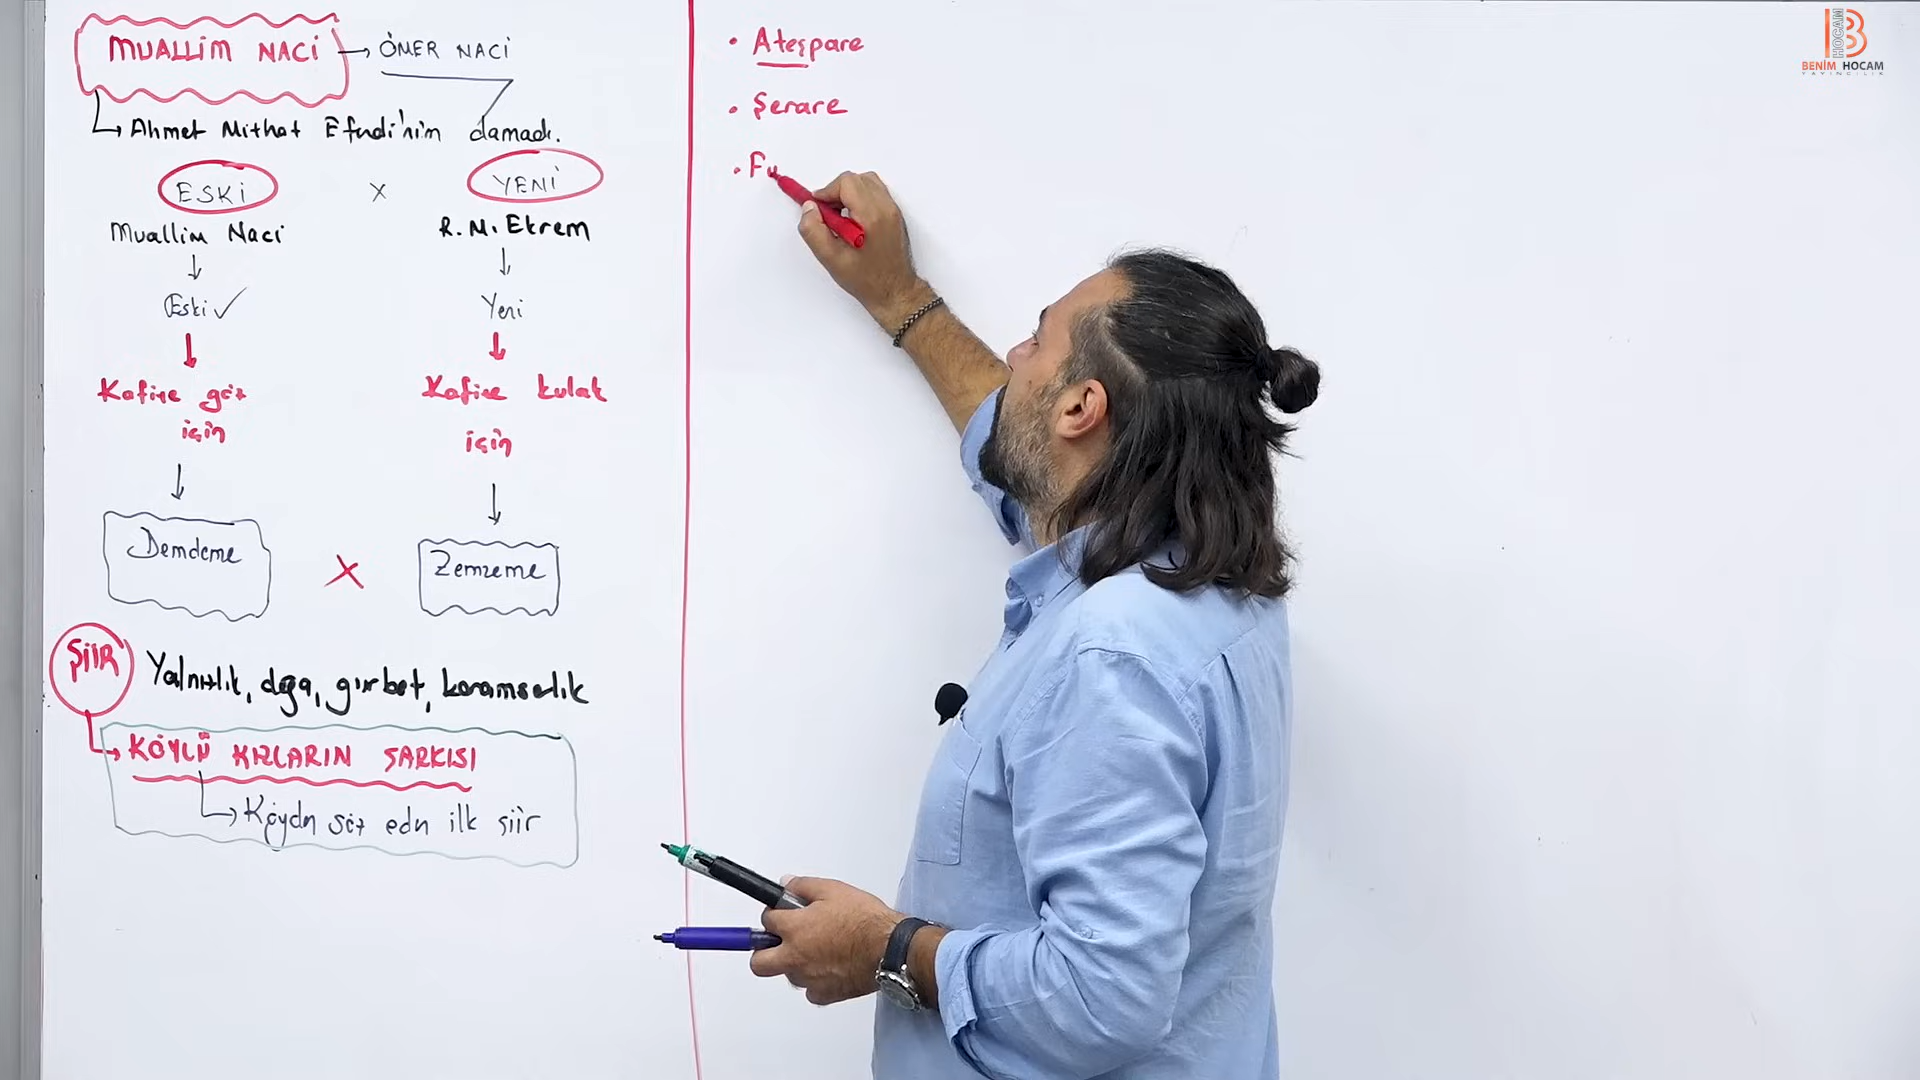 MUALLİM NACİ → ÖMER NACİ
Ahmet Mithat Efendi'nin damadı.
ESKİ x YENİ
Muallim Naci
R. M. Ekrem
Eski ✓
Yeni
Kafiye göz için
Kafiye kulak için
Demdeme x Zemzeme
ŞİİR
Yalnızlık, doğa, gurbet, karamsarlık
KÖYLÜ KIZLARIN ŞARKISI
Köyden söz eden ilk şiir
• Ateşpare
• Şerare
• Fu
BENİM HOCAM
YAYINCILIK